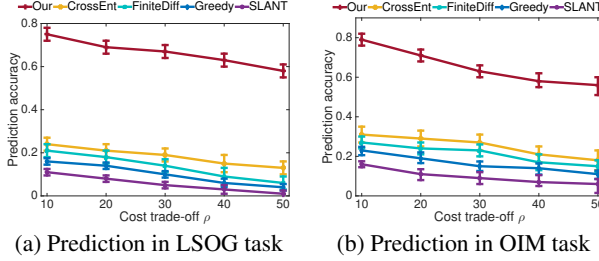 Our CrossEnt FiniteDiff Greedy SLANT
Prediction accuracy
0.8
0.6
0.4
0.2
0
10 20 30 40 50
Cost trade-off ρ
(a) Prediction in LSOG task
Our CrossEnt FiniteDiff Greedy SLANT
Prediction accuracy
0.8
0.6
0.4
0.2
0
10 20 30 40 50
Cost trade-off ρ
(b) Prediction in OIM task